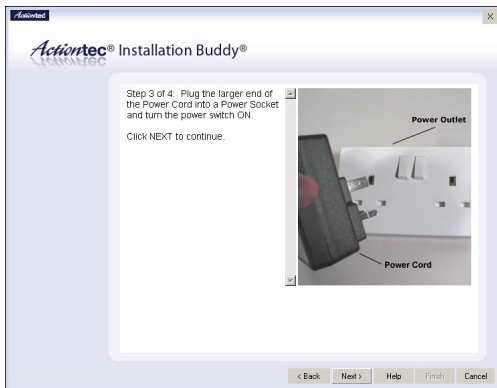 Actiontec
X
Actiontec® Installation Buddy®
Step 3 of 4: Plug the larger end of
the Power Cord into a Power Socket
and turn the power switch ON.
Click NEXT to continue.
Power Outlet
Power Cord
< Back Next > Help Finish Cancel